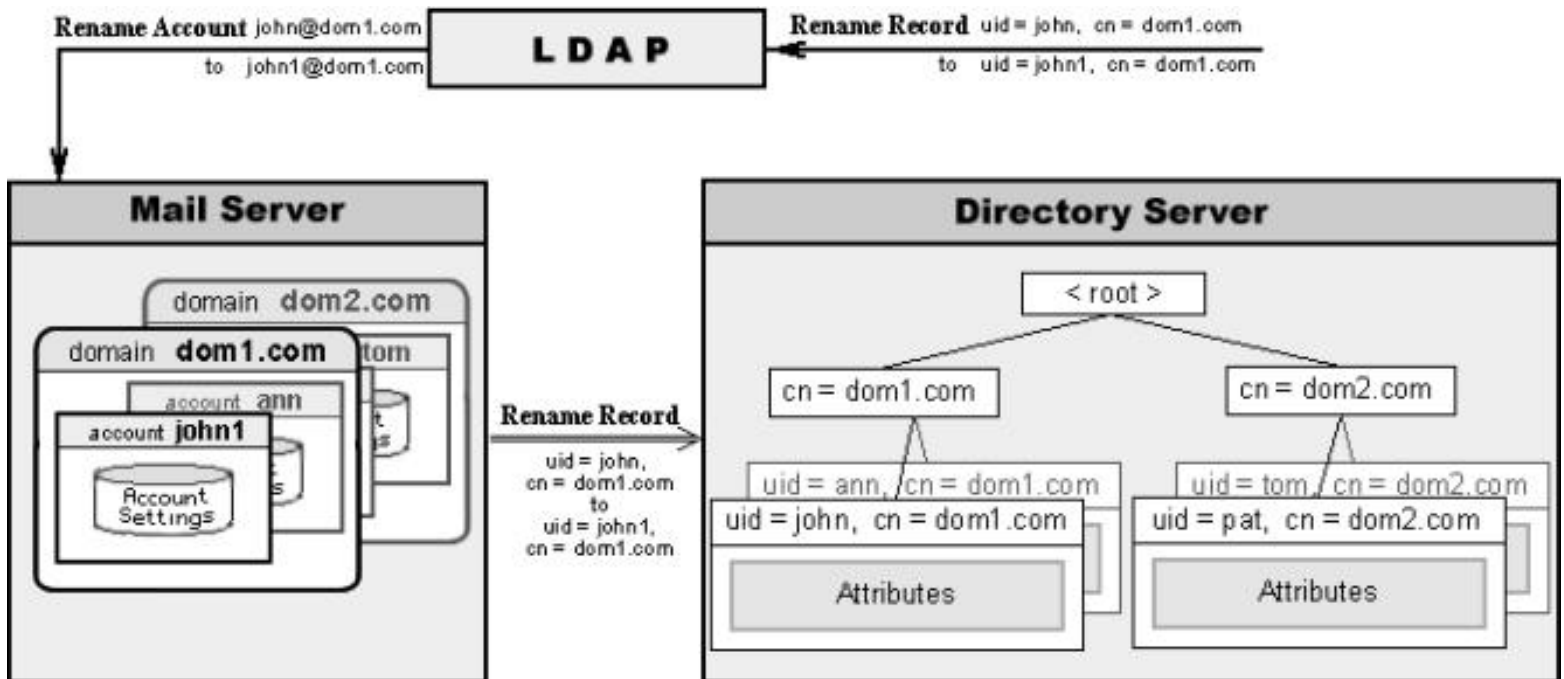 Rename Account john@dom1.com
to john1@dom1.com
L D A P
Rename Record uid = john, cn = dom1.com
to uid = john1, cn = dom1.com
Mail Server
domain dom2.com
tom
domain dom1.com
account ann
account john1
Account
Settings
Rename Record
uid = john,
cn = dom1.com
to
uid = john1,
cn = dom1.com
Directory Server
< root >
cn = dom1.com
cn = dom2.com
uid = ann, cn = dom1.com
uid = john, cn = dom1.com
Attributes
uid = tom, cn = dom2.com
uid = pat, cn = dom2.com
Attributes